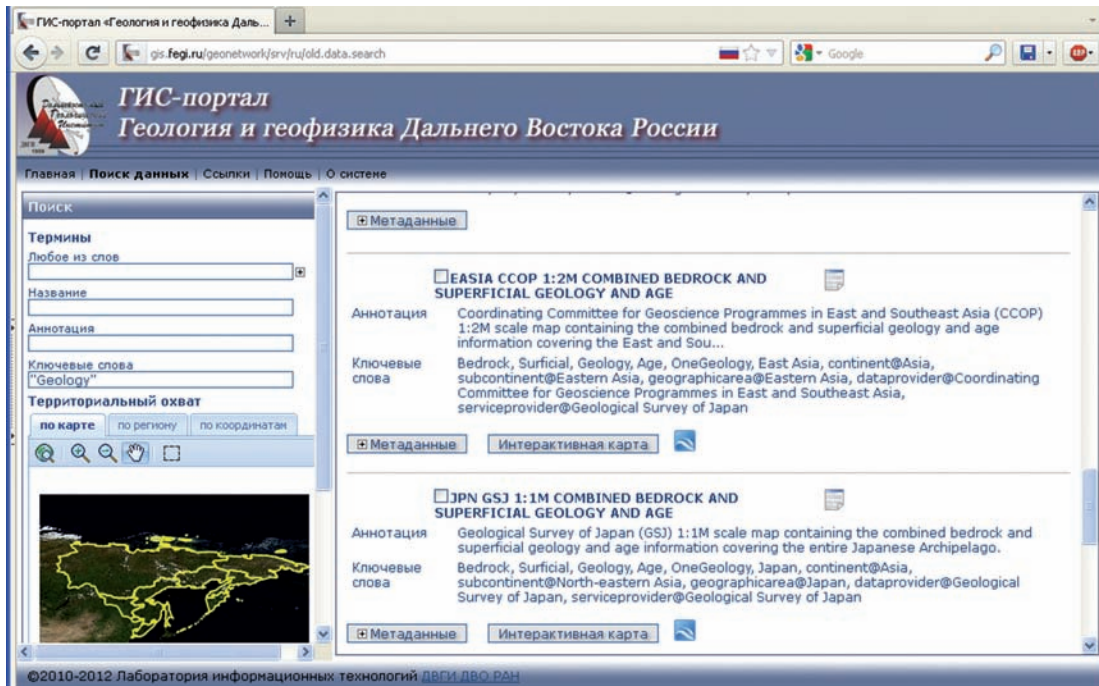 ГИС-портал «Геология и геофизика Даль...
gis.fegi.ru/geonetwork/srv/ru/old.data.search
Google
ABP
ГИС-портал
Геология и геофизика Дальнего Востока России
Главная | Поиск данных | Ссылки | Помощь | О системе
Поиск
Термины
Любое из слов
Название
Аннотация
Ключевые слова
"Geology"
Территориальный охват
по карте
по региону
по координатам
Метаданные
EASIA CCOP 1:2M COMBINED BEDROCK AND
SUPERFICIAL GEOLOGY AND AGE
Аннотация
Coordinating Committee for Geoscience Programmes in East and Southeast Asia (CCOP)
1:2M scale map containing the combined bedrock and superficial geology and age
information covering the East and Sou...
Ключевые
слова
Bedrock, Surficial, Geology, Age, OneGeology, East Asia, continent@Asia,
subcontinent@Eastern Asia, geographicarea@Eastern Asia, dataprovider@Coordinating
Committee for Geoscience Programmes in East and Southeast Asia,
serviceprovider@Geological Survey of Japan
Метаданные
Интерактивная карта
JPN GSJ 1:1M COMBINED BEDROCK AND
SUPERFICIAL GEOLOGY AND AGE
Аннотация
Geological Survey of Japan (GSJ) 1:1M scale map containing the combined bedrock and
superficial geology and age information covering the entire Japanese Archipelago.
Ключевые
слова
Bedrock, Surficial, Geology, Age, OneGeology, Japan, continent@Asia,
subcontinent@North-eastern Asia, geographicarea@Japan, dataprovider@Geological
Survey of Japan, serviceprovider@Geological Survey of Japan
Метаданные
Интерактивная карта
©2010-2012 Лаборатория информационных технологий ДВГИ ДВО РАН